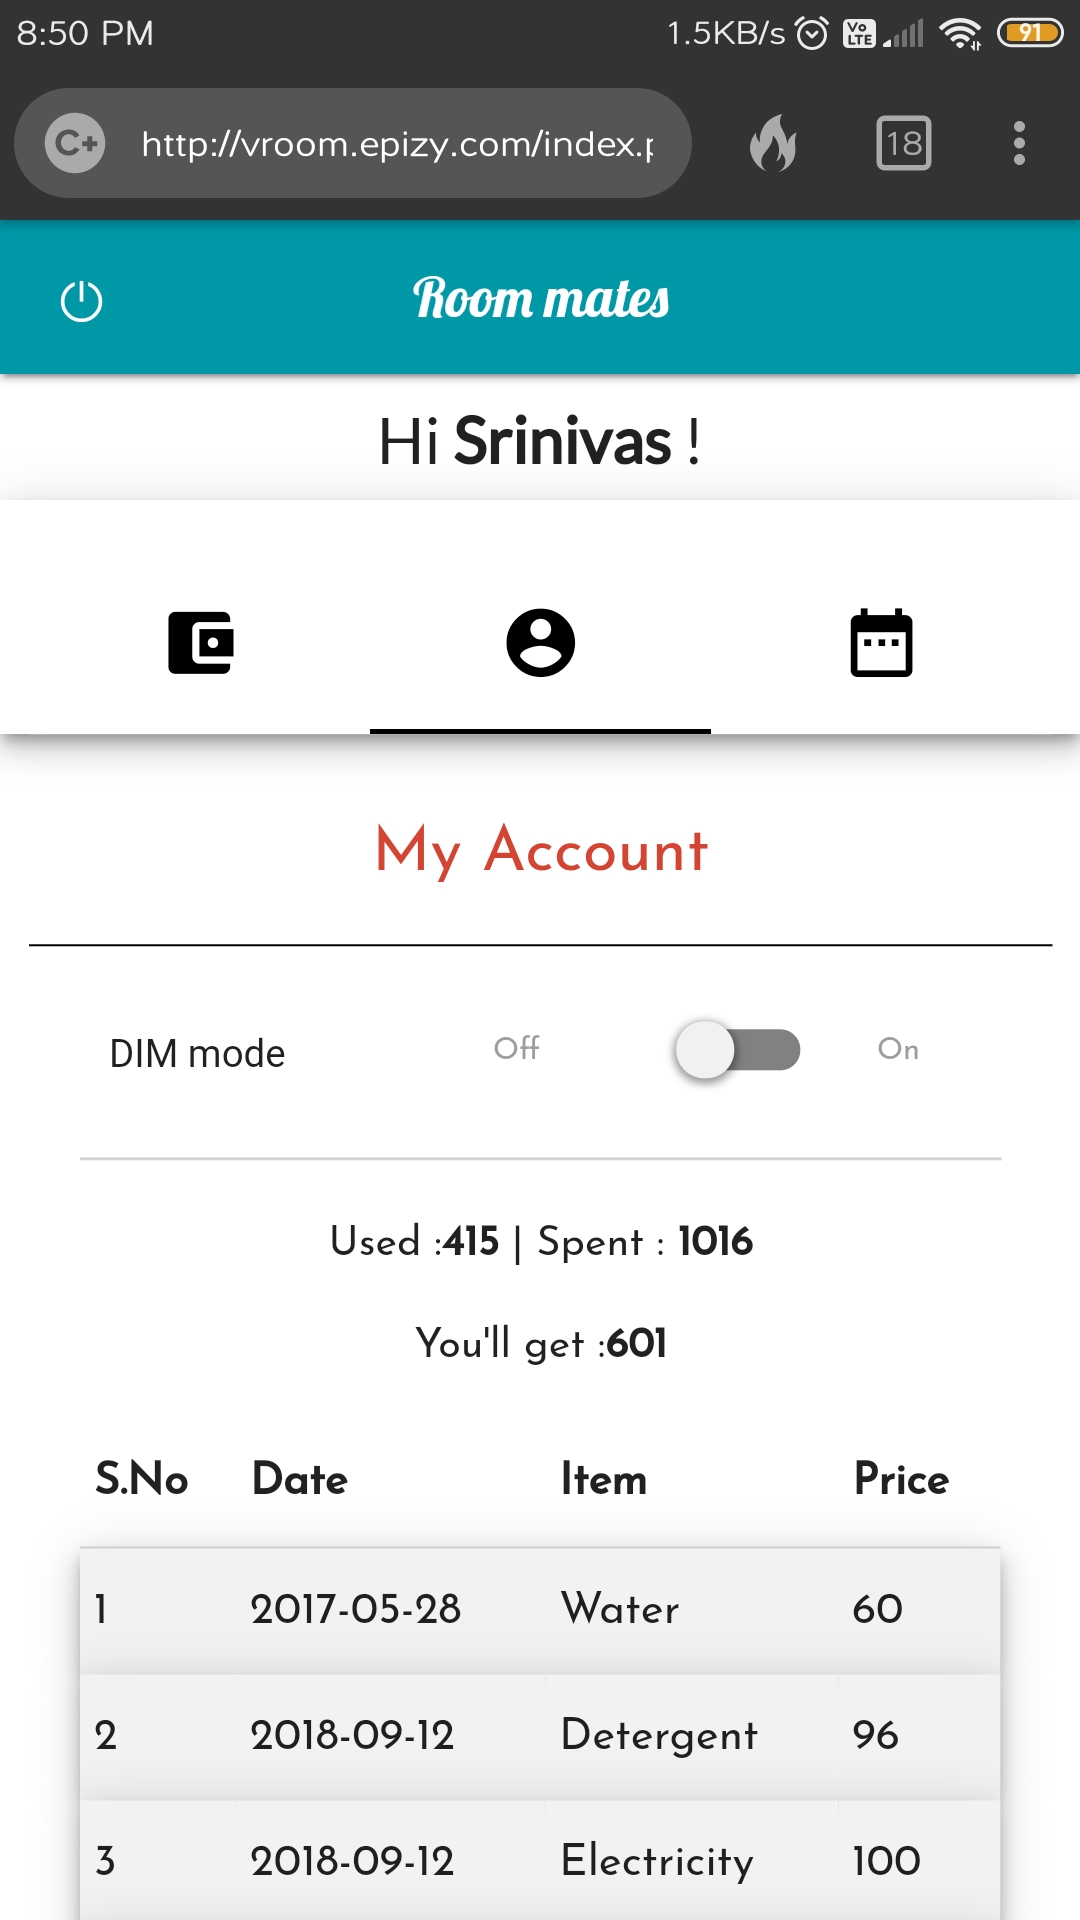 8:50 PM 1.5KB/s Vo LTE 91
C+ http://vroom.epizy.com/index.p 18
Room mates
Hi Srinivas !
My Account
DIM mode Off On
Used :415 | Spent : 1016
You'll get :601
S.No Date Item Price
1 2017-05-28 Water 60
2 2018-09-12 Detergent 96
3 2018-09-12 Electricity 100